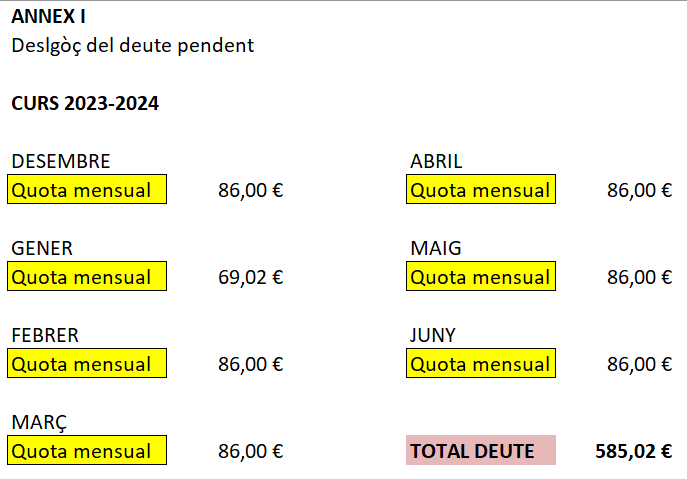 ANNEX I
Deslgòç del deute pendent
CURS 2023-2024
DESEMBRE
Quota mensual 86,00 €
GENER
Quota mensual 69,02 €
FEBRER
Quota mensual 86,00 €
MARÇ
Quota mensual 86,00 €
ABRIL
Quota mensual 86,00 €
MAIG
Quota mensual 86,00 €
JUNY
Quota mensual 86,00 €
TOTAL DEUTE 585,02 €